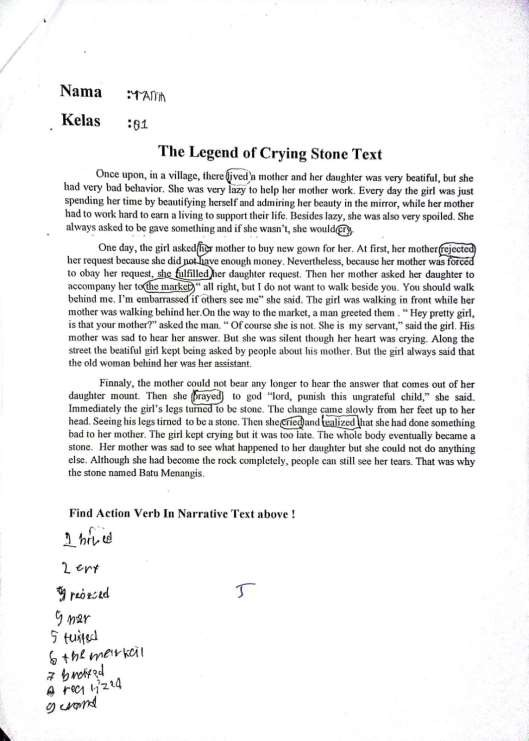 Nama :
Kelas :
The Legend of Crying Stone Text
Once upon, in a village, there lived a mother and her daughter was very beatiful, but she
had very bad behavior. She was very lazy to help her mother work. Every day the girl was just
spending her time by beautifying herself and admiring her beauty in the mirror, while her mother
had to work hard to earn a living to support their life. Besides lazy, she was also very spoiled. She
always asked to be gave something and if she wasn't, she would cry.
One day, the girl asked her mother to buy new gown for her. At first, her mother rejected
her request because she did not have enough money. Nevertheless, because her mother was forced
to obay her request, she fulfilled her daughter request. Then her mother asked her daughter to
accompany her to the market " all right, but I do not want to walk beside you. You should walk
behind me. I'm embarrassed if others see me" she said. The girl was walking in front while her
mother was walking behind her.On the way to the market, a man greeted them . " Hey pretty girl,
is that your mother?" asked the man. " Of course she is not. She is my servant," said the girl. His
mother was sad to hear her answer. But she was silent though her heart was crying. Along the
street the beatiful girl kept being asked by people about his mother. But the girl always said that
the old woman behind her was her assistant.
Finnaly, the mother could not bear any longer to hear the answer that comes out of her
daughter mount. Then she prayed to god "lord, punish this ungrateful child," she said.
Immediately the girl's legs turned to be stone. The change came slowly from her feet up to her
head. Seeing his legs tirned to be a stone. Then she cried and realized that she had done something
bad to her mother. The girl kept crying but it was too late. The whole body eventually became a
stone. Her mother was sad to see what happened to her daughter but she could not do anything
else. Although she had become the rock completely, people can still see her tears. That was why
the stone named Batu Menangis.
Find Action Verb In Narrative Text above !
1
2
5
6 the
7
9